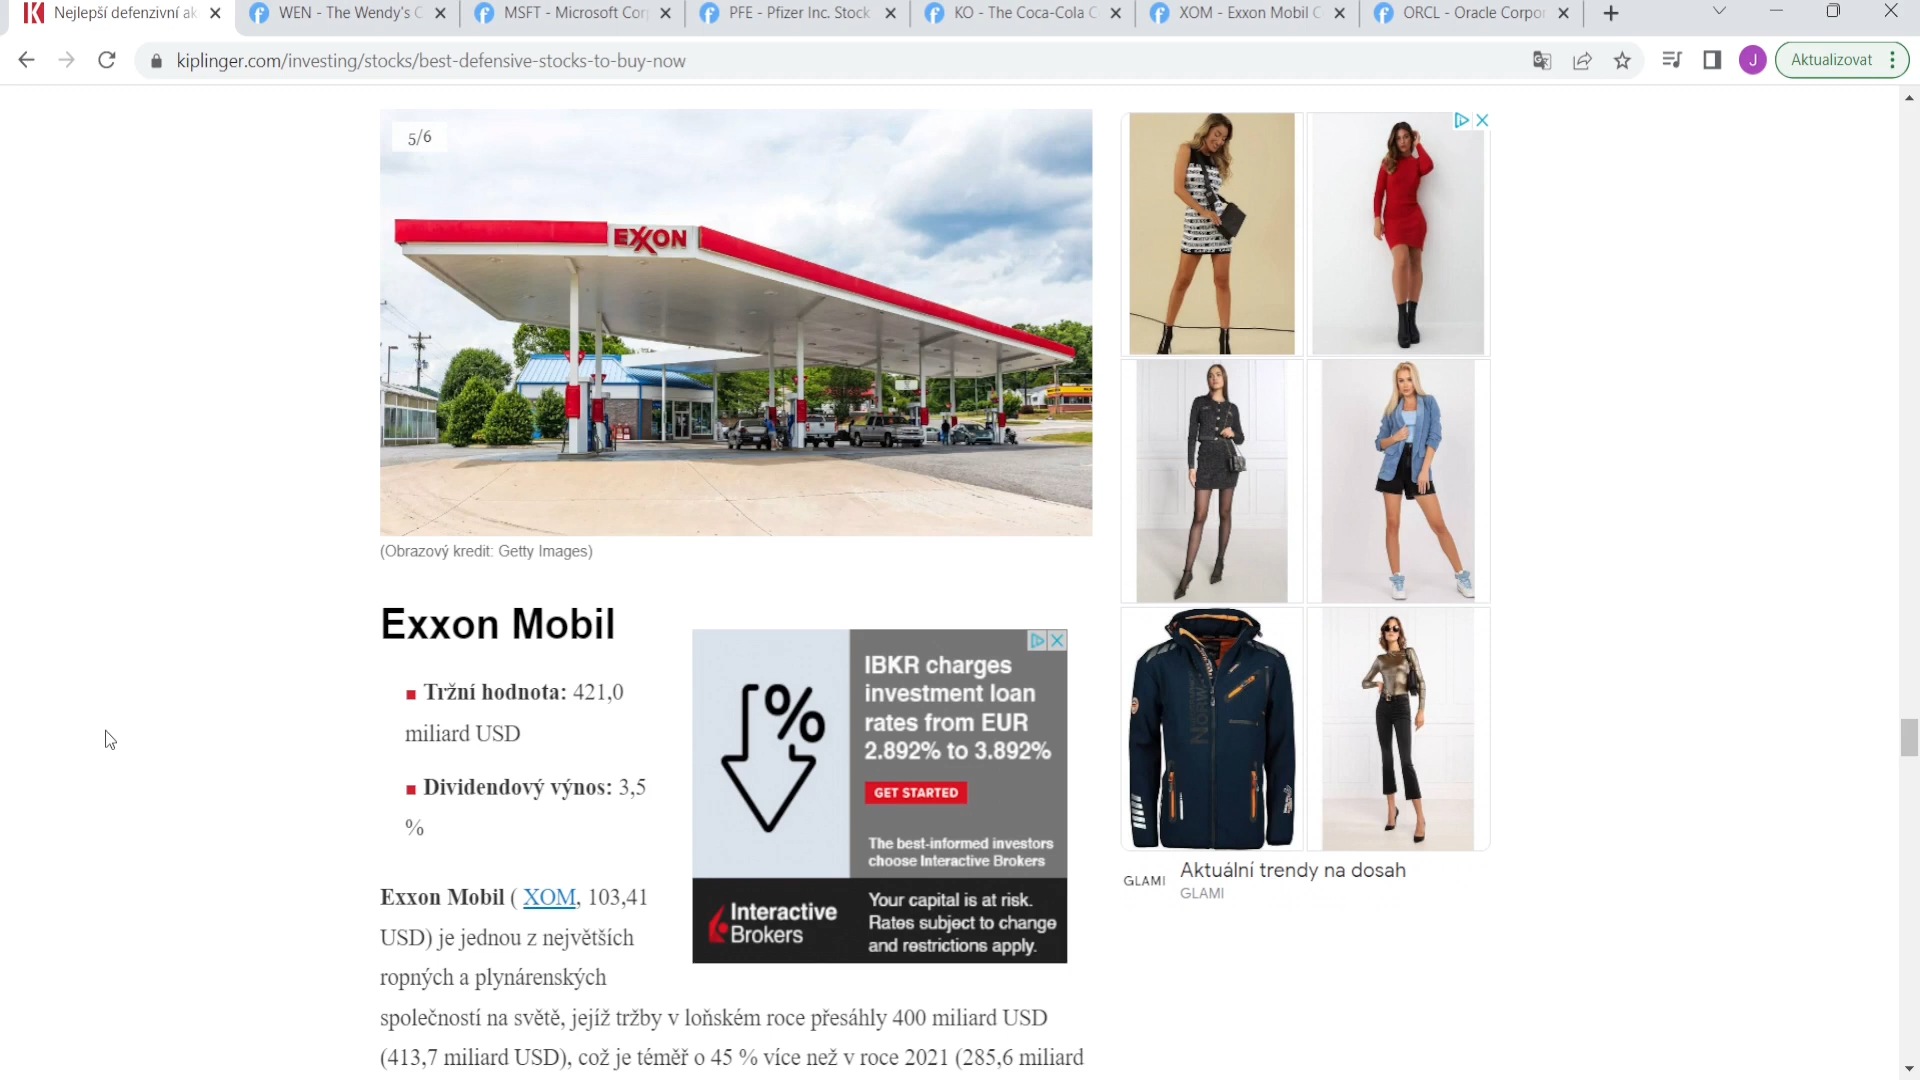 Nejlepší defenzivní ak
WEN - The Wendy's C
MSFT - Microsoft Corp
PFE - Pfizer Inc. Stock
KO - The Coca-Cola C
XOM - Exxon Mobil C
ORCL - Oracle Corpor
kiplinger.com/investing/stocks/best-defensive-stocks-to-buy-now
J
Aktualizovat
5/6
EXXON
(Obrazový kredit: Getty Images)
Exxon Mobil
Tržní hodnota: 421,0
miliard USD
Dividendový výnos: 3,5
%
Exxon Mobil ( XOM, 103,41
USD) je jednou z největších
ropných a plynárenských
společností na světě, jejíž tržby v loňském roce přesáhly 400 miliard USD
(413,7 miliard USD), což je téměř o 45 % více než v roce 2021 (285,6 miliard
%
IBKR charges
investment loan
rates from EUR
2.892% to 3.892%
GET STARTED
The best-informed investors
choose Interactive Brokers
Interactive
Brokers
Your capital is at risk.
Rates subject to change
and restrictions apply.
NORWAY
GLAMI
Aktuální trendy na dosah
GLAMI